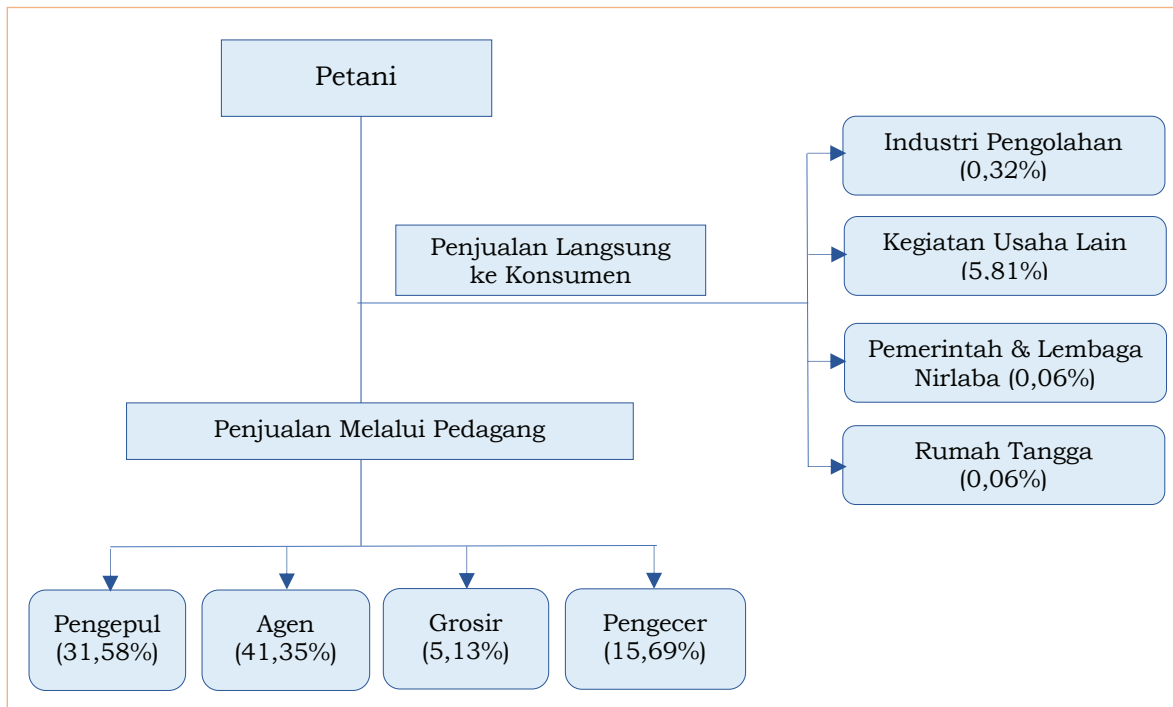 Petani
Industri Pengolahan
(0,32%)
Penjualan Langsung
ke Konsumen
Kegiatan Usaha Lain
(5,81%)
Pemerintah & Lembaga
Nirlaba (0,06%)
Penjualan Melalui Pedagang
Rumah Tangga
(0,06%)
Pengepul
(31,58%)
Agen
(41,35%)
Grosir
(5,13%)
Pengecer
(15,69%)